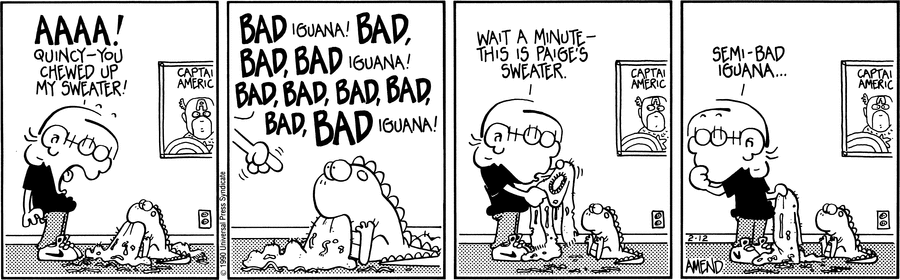 AAAA!
QUINCY—YOU
CHEWED UP
MY SWEATER!
CAPTAI
AMERIC
A
BAD IGUANA! BAD,
BAD, BAD IGUANA!
BAD, BAD, BAD, BAD,
BAD, BAD IGUANA!
© 1990 Universal Press Syndicate
WAIT A MINUTE—
THIS IS PAIGE'S
SWEATER.
CAPTAI
AMERIC
A
SEMI-BAD
IGUANA...
CAPTAI
AMERIC
A
2-12
AMEND